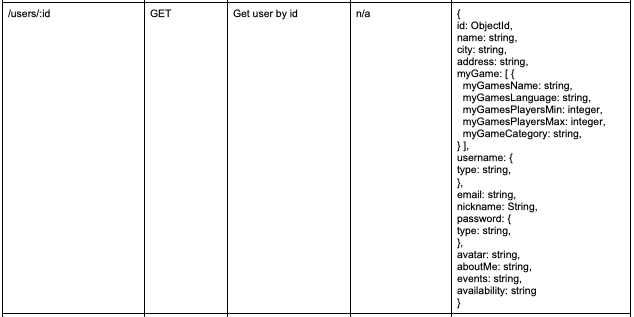 /users/:id
GET
Get user by id
n/a
{
id: ObjectId,
name: string,
city: string,
address: string,
myGame: [ {
myGamesName: string,
myGamesLanguage: string,
myGamesPlayersMin: integer,
myGamesPlayersMax: integer,
myGameCategory: string,
} ],
username: {
type: string,
},
email: string,
nickname: String,
password: {
type: string,
},
avatar: string,
aboutMe: string,
events: string,
availability: string
}